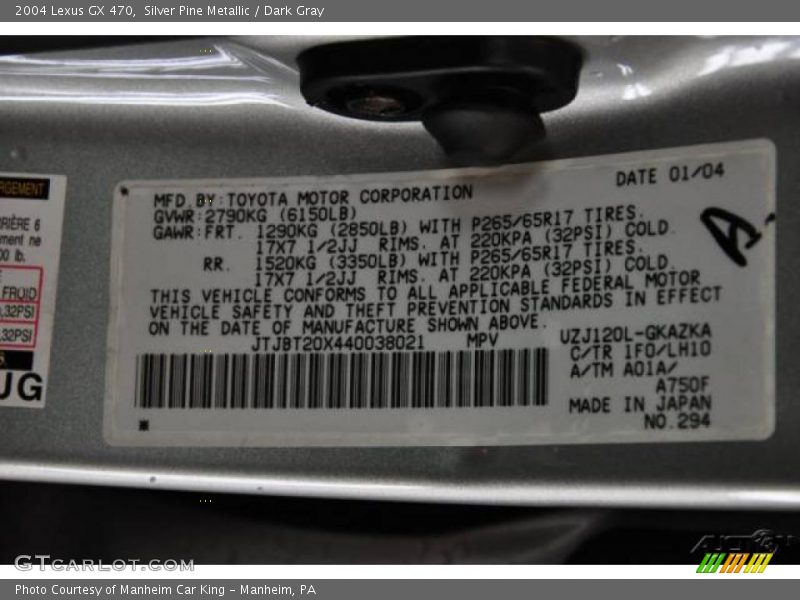 2004 Lexus GX 470, Silver Pine Metallic / Dark Gray
DATE 01/04
MFD. BY: TOYOTA MOTOR CORPORATION
GVWR: 2790KG (6150LB)
GAWR: FRT. 1290KG (2850LB) WITH P265/65R17 TIRES.
17X7 1/2JJ RIMS. AT 220KPA (32PSI) COLD.
RR. 1520KG (3350LB) WITH P265/65R17 TIRES.
17X7 1/2JJ RIMS. AT 220KPA (32PSI) COLD.
THIS VEHICLE CONFORMS TO ALL APPLICABLE FEDERAL MOTOR
VEHICLE SAFETY AND THEFT PREVENTION STANDARDS IN EFFECT
ON THE DATE OF MANUFACTURE SHOWN ABOVE.
JTJBT20X440038021 MPV
UZJ120L-GKAZKA
C/TR 1F0/LH10
A/TM A01A/
A750F
MADE IN JAPAN
NO. 294
A
FROID
32PSI
32PSI
UG
GTcarlot.com
Photo Courtesy of Manheim Car King - Manheim, PA